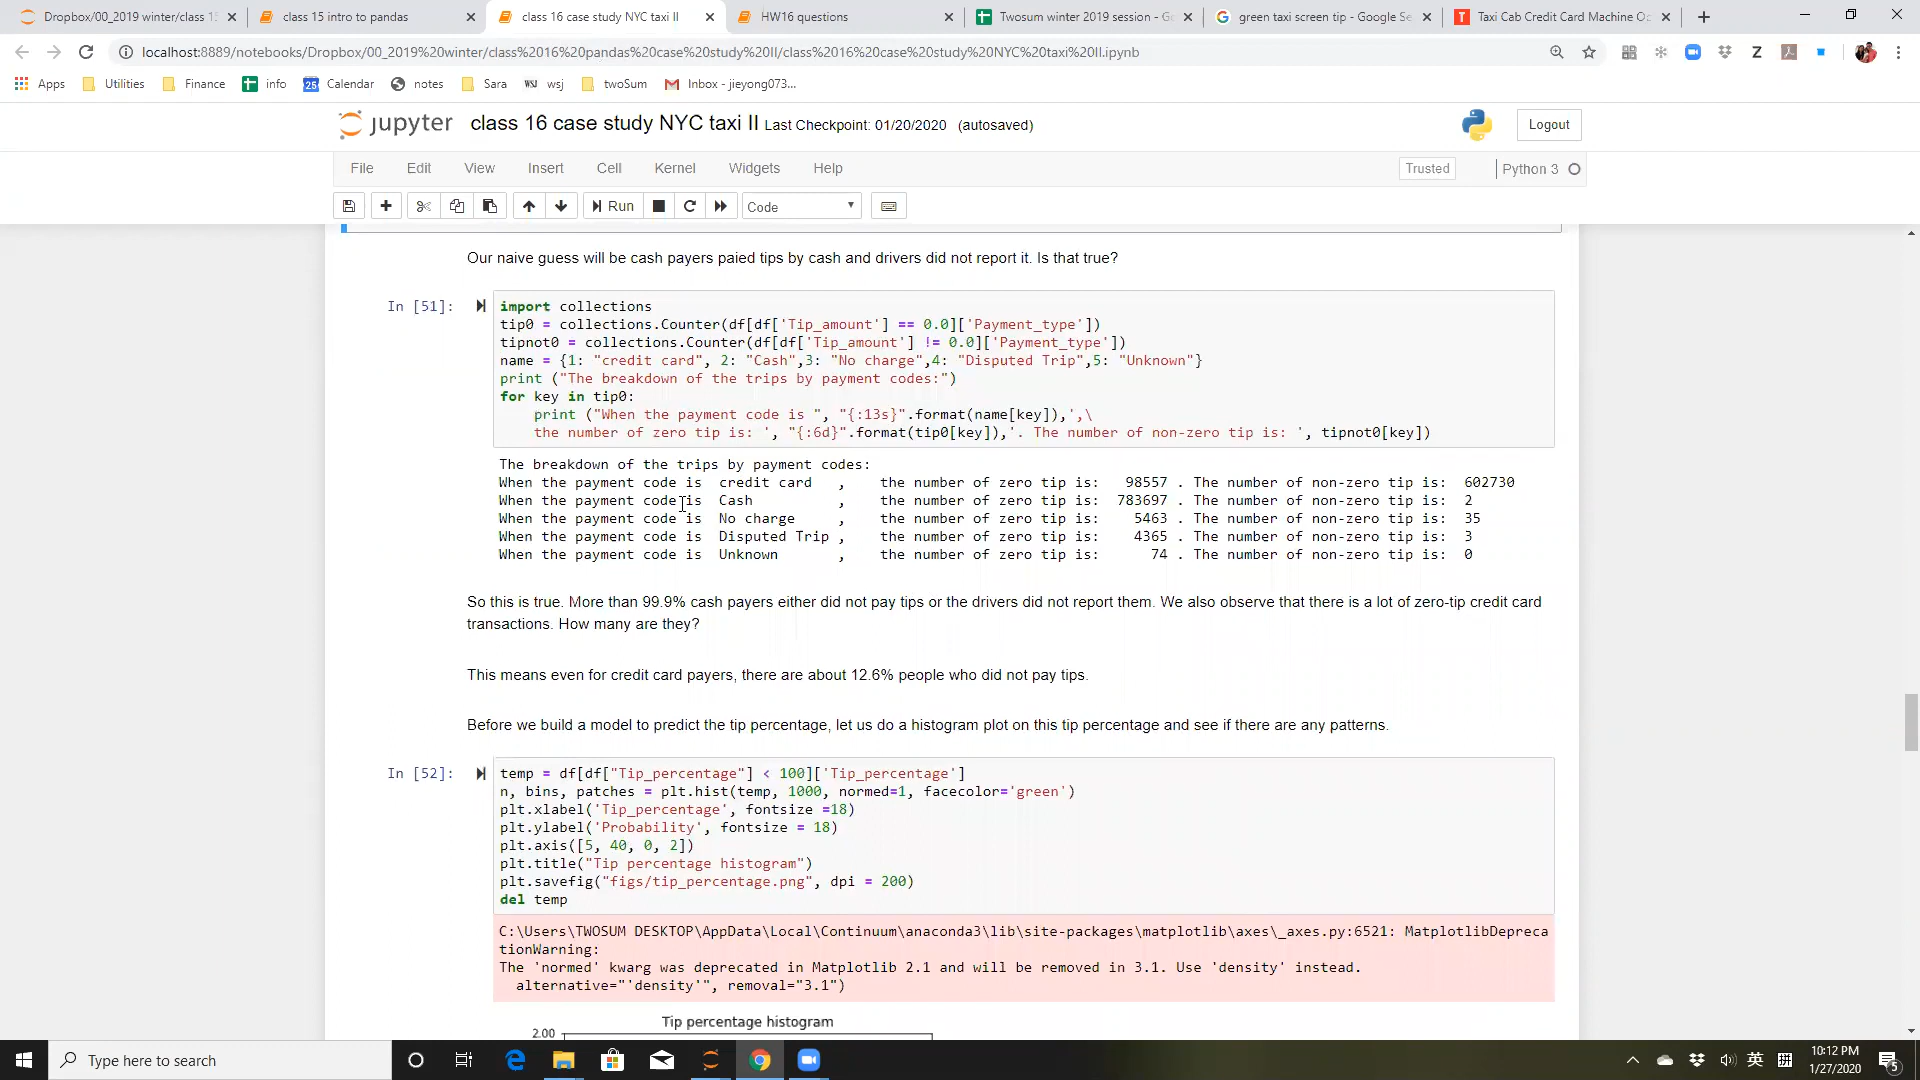 Dropbox/00_2019 winter/class 15
class 15 intro to pandas
class 16 case study NYC taxi II
HW16 questions
Twosum winter 2019 session - Go
green taxi screen tip - Google Se
Taxi Cab Credit Card Machine Op
localhost:8889/notebooks/Dropbox/00_2019%20winter/class%2016%20pandas%20case%20study%20II/class%2016%20case%20study%20NYC%20taxi%20II.ipynb
Apps
Utilities
Finance
info
Calendar
notes
Sara
wsj
twoSum
Inbox - jieyong073...
jupyter
class 16 case study NYC taxi II Last Checkpoint: 01/20/2020 (autosaved)
Logout
File Edit View Insert Cell Kernel Widgets Help
Trusted
Python 3
Run
Code
Our naive guess will be cash payers paied tips by cash and drivers did not report it. Is that true?
In [51]:
import collections
tip0 = collections.Counter(df[df['Tip_amount'] == 0.0]['Payment_type'])
tipnot0 = collections.Counter(df[df['Tip_amount'] != 0.0]['Payment_type'])
name = {1: "credit card", 2: "Cash",3: "No charge",4: "Disputed Trip",5: "Unknown"}
print ("The breakdown of the trips by payment codes:")
for key in tip0:
print ("When the payment code is ", "{:13s}".format(name[key]),',\
the number of zero tip is: ', "{:6d}".format(tip0[key]),'. The number of non-zero tip is: ', tipnot0[key])
The breakdown of the trips by payment codes:
When the payment code is credit card , the number of zero tip is: 98557 . The number of non-zero tip is: 602730
When the payment code is Cash , the number of zero tip is: 783697 . The number of non-zero tip is: 2
When the payment code is No charge , the number of zero tip is: 5463 . The number of non-zero tip is: 35
When the payment code is Disputed Trip , the number of zero tip is: 4365 . The number of non-zero tip is: 3
When the payment code is Unknown , the number of zero tip is: 74 . The number of non-zero tip is: 0
So this is true. More than 99.9% cash payers either did not pay tips or the drivers did not report them. We also observe that there is a lot of zero-tip credit card
transactions. How many are they?
This means even for credit card payers, there are about 12.6% people who did not pay tips.
Before we build a model to predict the tip percentage, let us do a histogram plot on this tip percentage and see if there are any patterns.
In [52]:
temp = df[df["Tip_percentage"] < 100]['Tip_percentage']
n, bins, patches = plt.hist(temp, 1000, normed=1, facecolor='green')
plt.xlabel('Tip_percentage', fontsize =18)
plt.ylabel('Probability', fontsize = 18)
plt.axis([5, 40, 0, 2])
plt.title("Tip percentage histogram")
plt.savefig("figs/tip_percentage.png", dpi = 200)
del temp
C:\Users\TWOSUM DESKTOP\AppData\Local\Continuum\anaconda3\lib\site-packages\matplotlib\axes\_axes.py:6521: MatplotlibDepreca
tionWarning:
The 'normed' kwarg was deprecated in Matplotlib 2.1 and will be removed in 3.1. Use 'density' instead.
alternative="'density'", removal="3.1")
Tip percentage histogram
2.00
Type here to search
英
拼
10:12 PM
1/27/2020
5